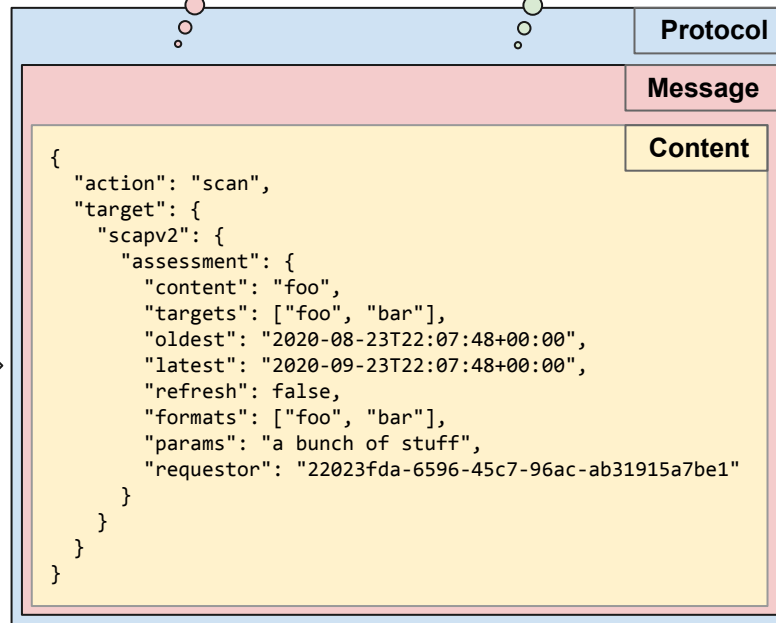 Protocol
Message
Content
{
  "action": "scan",
  "target": {
    "scapv2": {
      "assessment": {
        "content": "foo",
        "targets": ["foo", "bar"],
        "oldest": "2020-08-23T22:07:48+00:00",
        "latest": "2020-09-23T22:07:48+00:00",
        "refresh": false,
        "formats": ["foo", "bar"],
        "params": "a bunch of stuff",
        "requestor": "22023fda-6596-45c7-96ac-ab31915a7be1"
      }
    }
  }
}